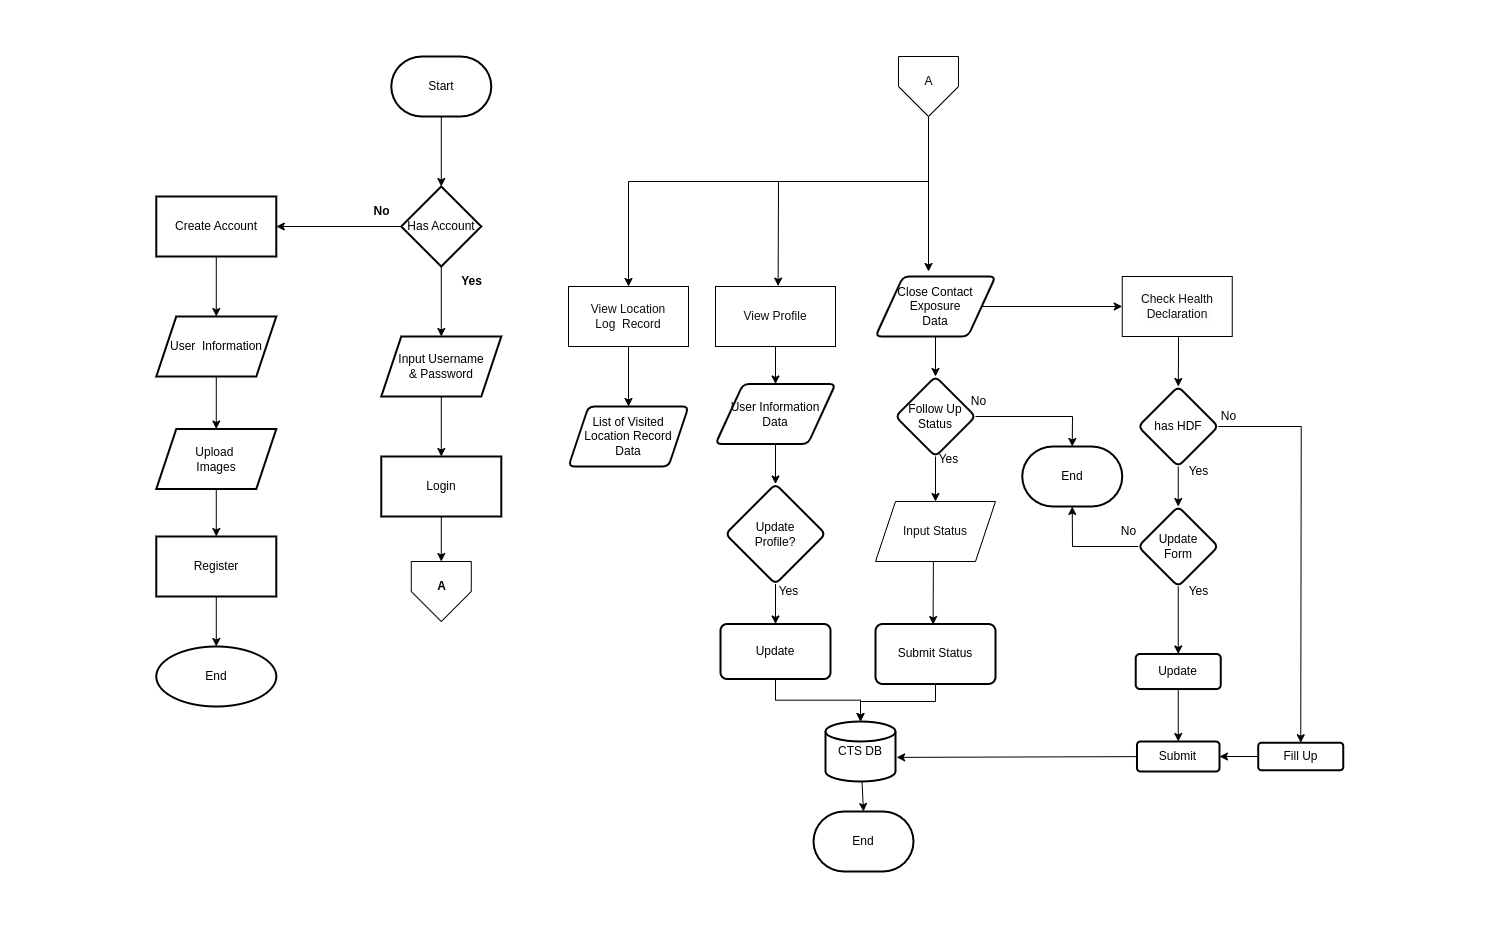 Start
Has Account
No
Yes
Create Account
User  Information
Upload
Images
Register
End
Input Username
& Password
Login
A
A
View Location
Log  Record
List of Visited
Location Record
Data
View Profile
User Information
Data
Update
Profile?
Yes
Update
Close Contact
Exposure
Data
Follow Up
Status
No
Yes
Input Status
Submit Status
End
Check Health
Declaration
has HDF
No
Yes
Update
Form
No
Yes
Update
Submit
Fill Up
CTS DB
End